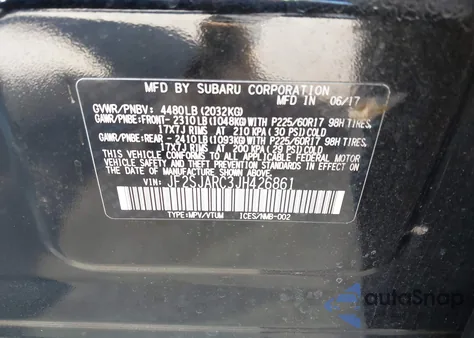 MFD BY SUBARU CORPORATION
GVWR/PNBV: 4480LB(2032KG) MFD IN 06/17
GAWR/PNBE: FRONT- 2310LB(1048KG)WITH P225/60R17 98H TIRES
17X7J RIMS AT 210 KPA(30 PSI)COLD
GAWR/PNBE: REAR - 2410LB(1093KG)WITH P225/60R17 98H TIRES
17X7J RIMS AT 200 KPA(29 PSI)COLD
THIS VEHICLE CONFORMS TO ALL APPLICABLE
SAFETY, BUMPER, AND THEFT PREVENTION STANDARDS IN EFFECT ON
THE DATE OF MANUFACTURE SHOWN ABOVE.
VIN: JF2SJARC3JH426861
TYPE:MPV/VTUM ICES/NMB-002
autoSnap